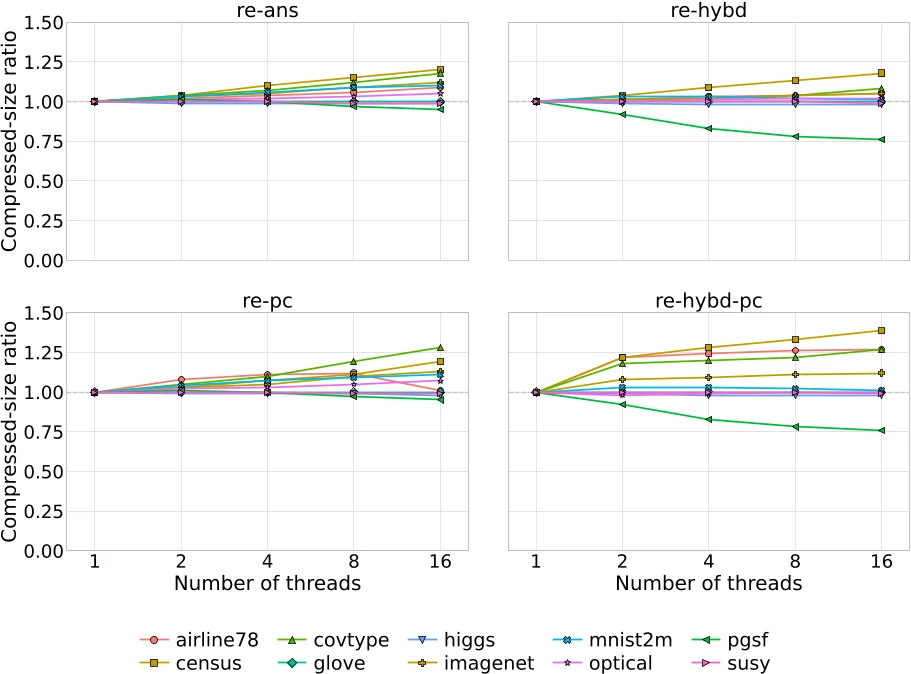 re-ans re-hybd
Compressed-size ratio
1.50
1.25
1.00
0.75
0.50
0.25
0.00
re-pc re-hybd-pc
Compressed-size ratio
1.50
1.25
1.00
0.75
0.50
0.25
0.00
1 2 4 8 16 1 2 4 8 16
Number of threads Number of threads
airline78 covtype higgs mnist2m pgsf
census glove imagenet optical susy